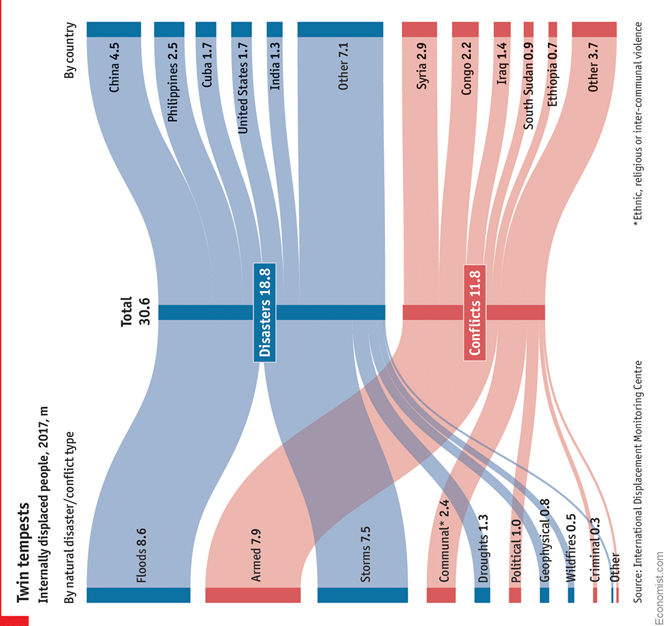 Twin tempests
Internally displaced people, 2017, m
By natural disaster/conflict type
Total
30.6
By country
Floods 8.6
Armed 7.9
Storms 7.5
Communal* 2.4
Droughts 1.3
Political 1.0
Geophysical 0.8
Wildfires 0.5
Criminal 0.3
Other
Disasters 18.8
Conflicts 11.8
China 4.5
Philippines 2.5
Cuba 1.7
United States 1.7
India 1.3
Other 7.1
Syria 2.9
Congo 2.2
Iraq 1.4
South Sudan 0.9
Ethiopia 0.7
Other 3.7
Source: International Displacement Monitoring Centre
*Ethnic, religious or inter-communal violence
Economist.com